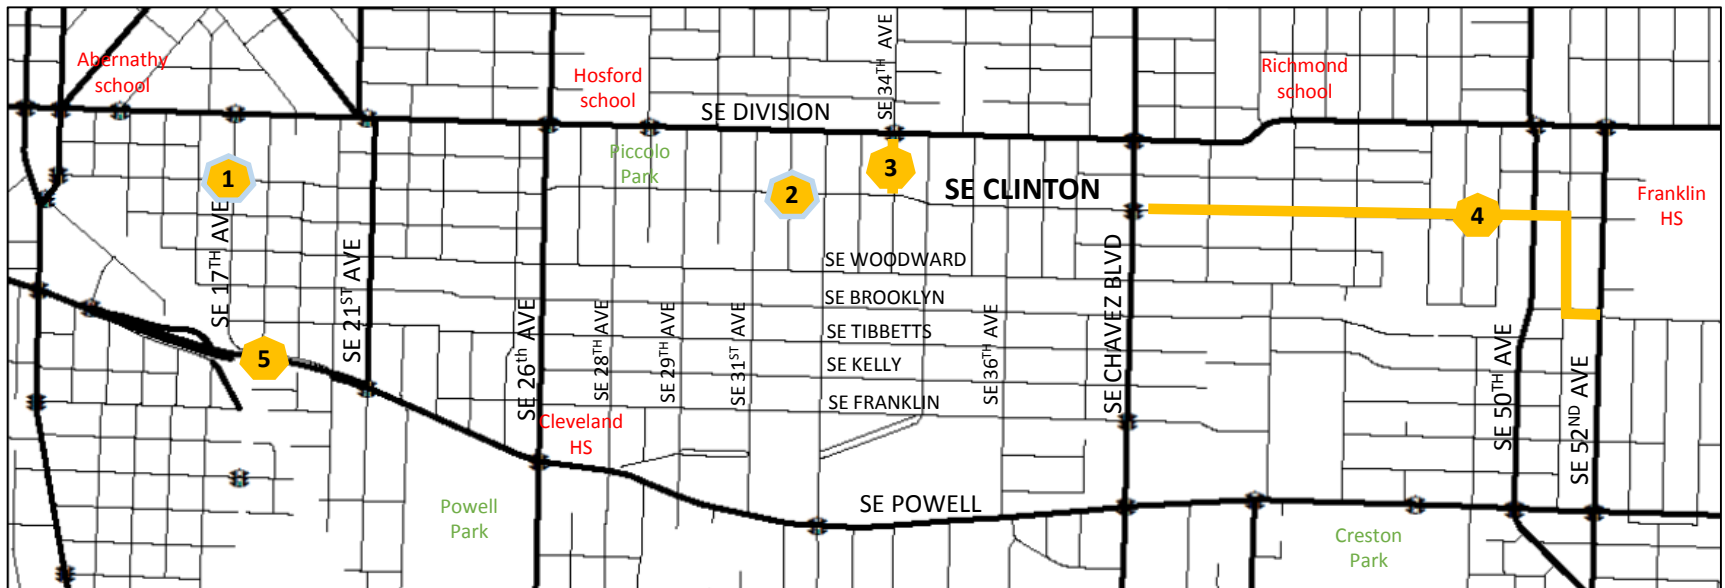 Abernathy
school
Hosford
school
SE 34TH AVE
Richmond
school
SE DIVISION
Piccolo
Park
1
2
3
SE CLINTON
4
Franklin
HS
SE 17TH AVE
SE 21ST AVE
SE WOODWARD
SE CHAVEZ BLVD
SE BROOKLYN
SE 26th AVE
SE 28TH AVE
SE 29TH AVE
SE 31ST AVE
SE TIBBETTS
SE 36TH AVE
SE 50TH AVE
SE 52ND AVE
5
SE KELLY
SE FRANKLIN
Cleveland
HS
Powell
Park
SE POWELL
Creston
Park